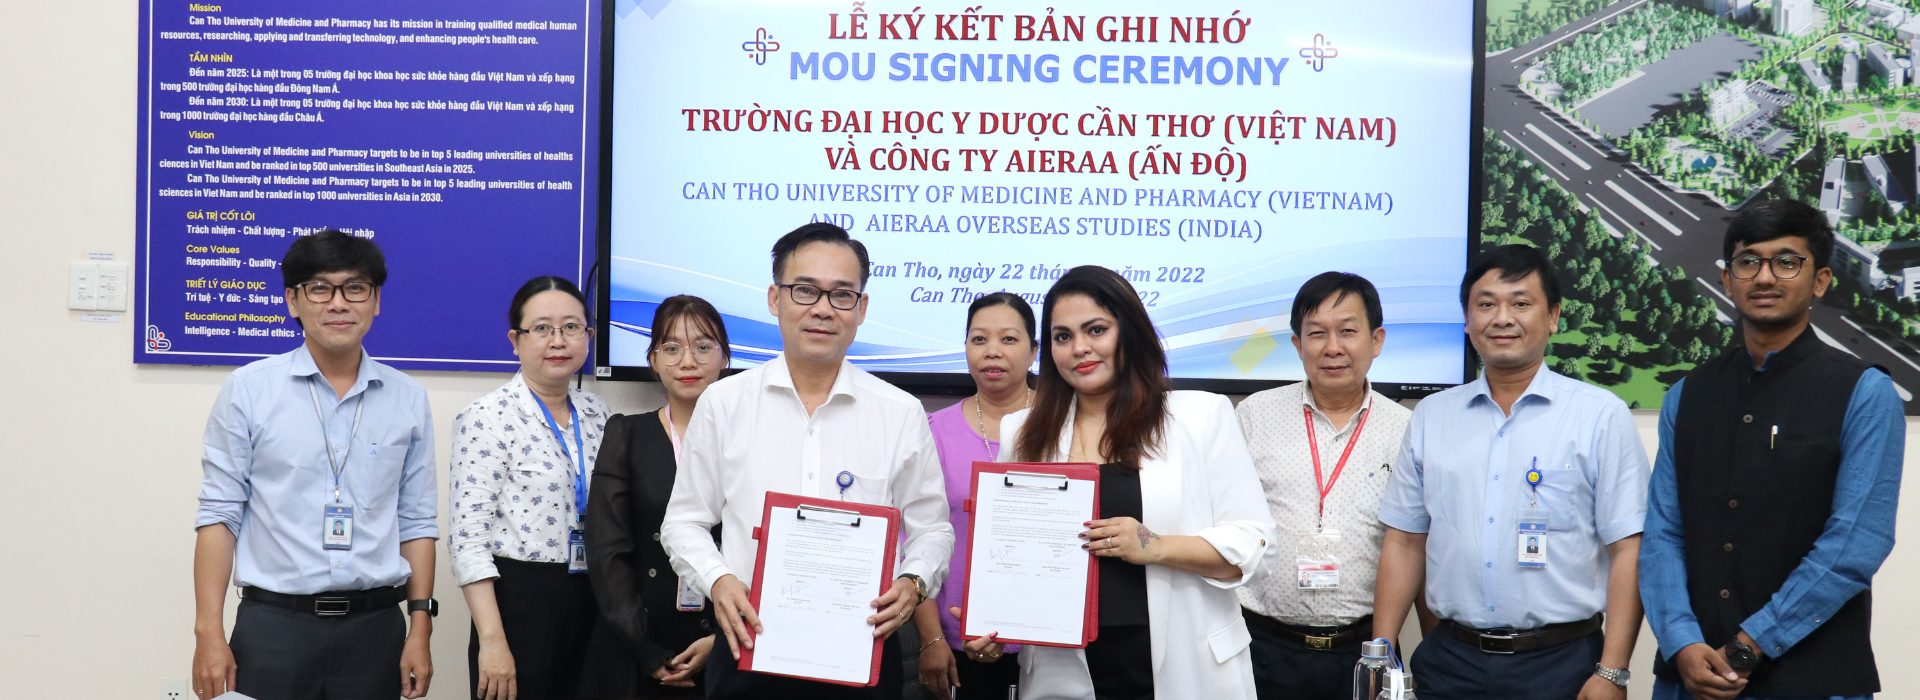 Mission
Can Tho University of Medicine and Pharmacy has its mission in training qualified medical human
resources, researching, applying and transferring technology, and enhancing people's health care.
TẦM NHÌN
Đến năm 2025: Là một trong 05 trường đại học khoa học sức khỏe hàng đầu Việt Nam và xếp hạng
trong 500 trường đại học hàng đầu Đông Nam Á.
Đến năm 2030: Là một trong 05 trường đại học khoa học sức khỏe hàng đầu Việt Nam và xếp hạng
trong 1000 trường đại học hàng đầu Châu Á.
Vision
Can Tho University of Medicine and Pharmacy targets to be in top 5 leading universities of healths
ciences in Viet Nam and be ranked in top 500 universities in Southeast Asia in 2025.
Can Tho University of Medicine and Pharmacy targets to be in top 5 leading universities of health
sciences in Viet Nam and be ranked in top 1000 universities in Asia in 2030.
GIÁ TRỊ CỐT LÕI
Trách nhiệm - Chất lượng - Phát triển - Hội nhập
Core Values
Responsibility - Quality -
TRIẾT LÝ GIÁO DỤC
Trí tuệ - Y đức - Sáng tạo
Educational Philosophy
Intelligence - Medical ethics -
LỄ KÝ KẾT BẢN GHI NHỚ
MOU SIGNING CEREMONY
TRƯỜNG ĐẠI HỌC Y DƯỢC CẦN THƠ (VIỆT NAM)
VÀ CÔNG TY AIERAA (ẤN ĐỘ)
CAN THO UNIVERSITY OF MEDICINE AND PHARMACY (VIETNAM)
AND AIERAA OVERSEAS STUDIES (INDIA)
Can Tho, ngày 22 năm 2022
Can Tho,